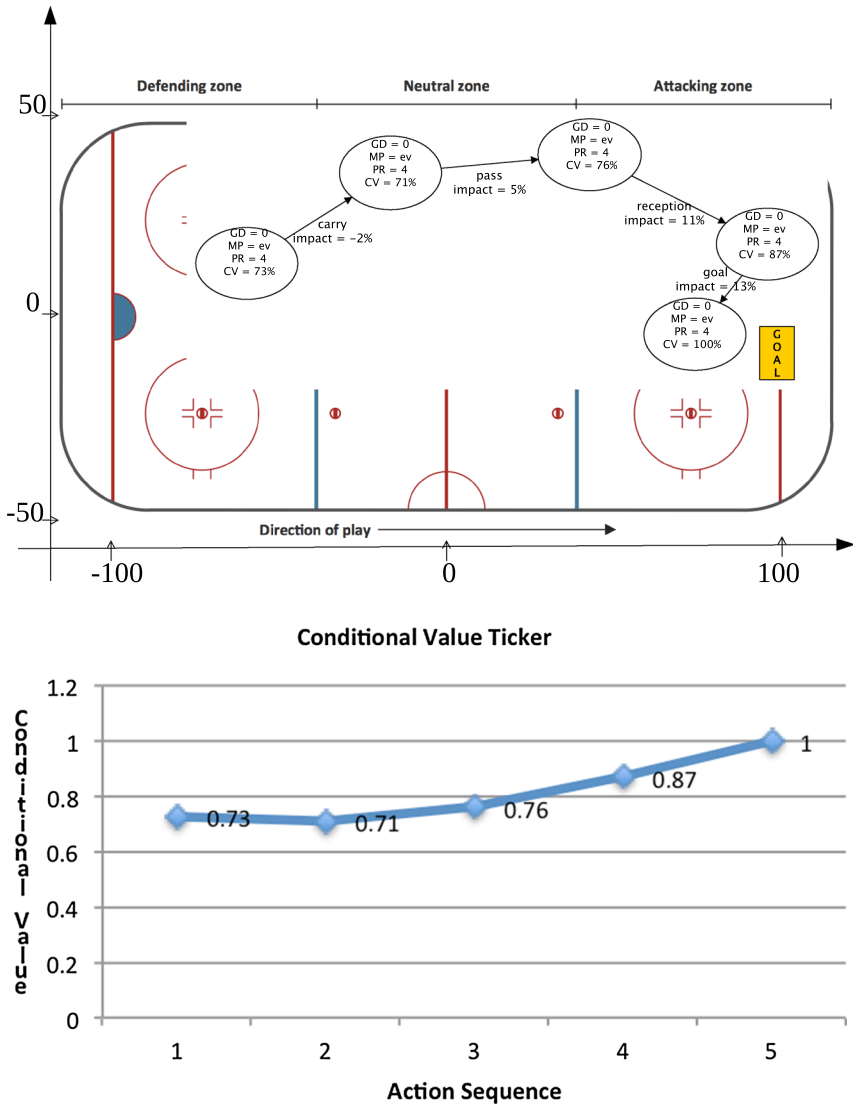 Defending zone
Neutral zone
Attacking zone
50
0
-50
GD = 0
MP = ev
PR = 4
CV = 73%
carry
impact = -2%
GD = 0
MP = ev
PR = 4
CV = 71%
pass
impact = 5%
GD = 0
MP = ev
PR = 4
CV = 76%
reception
impact = 11%
GD = 0
MP = ev
PR = 4
CV = 87%
goal
impact = 13%
GD = 0
MP = ev
PR = 4
CV = 100%
GOAL
Direction of play
-100
0
100
Conditional Value Ticker
Conditional Value
1.2
1
0.8
0.6
0.4
0.2
0
0.73
0.71
0.76
0.87
1
1
2
3
4
5
Action Sequence